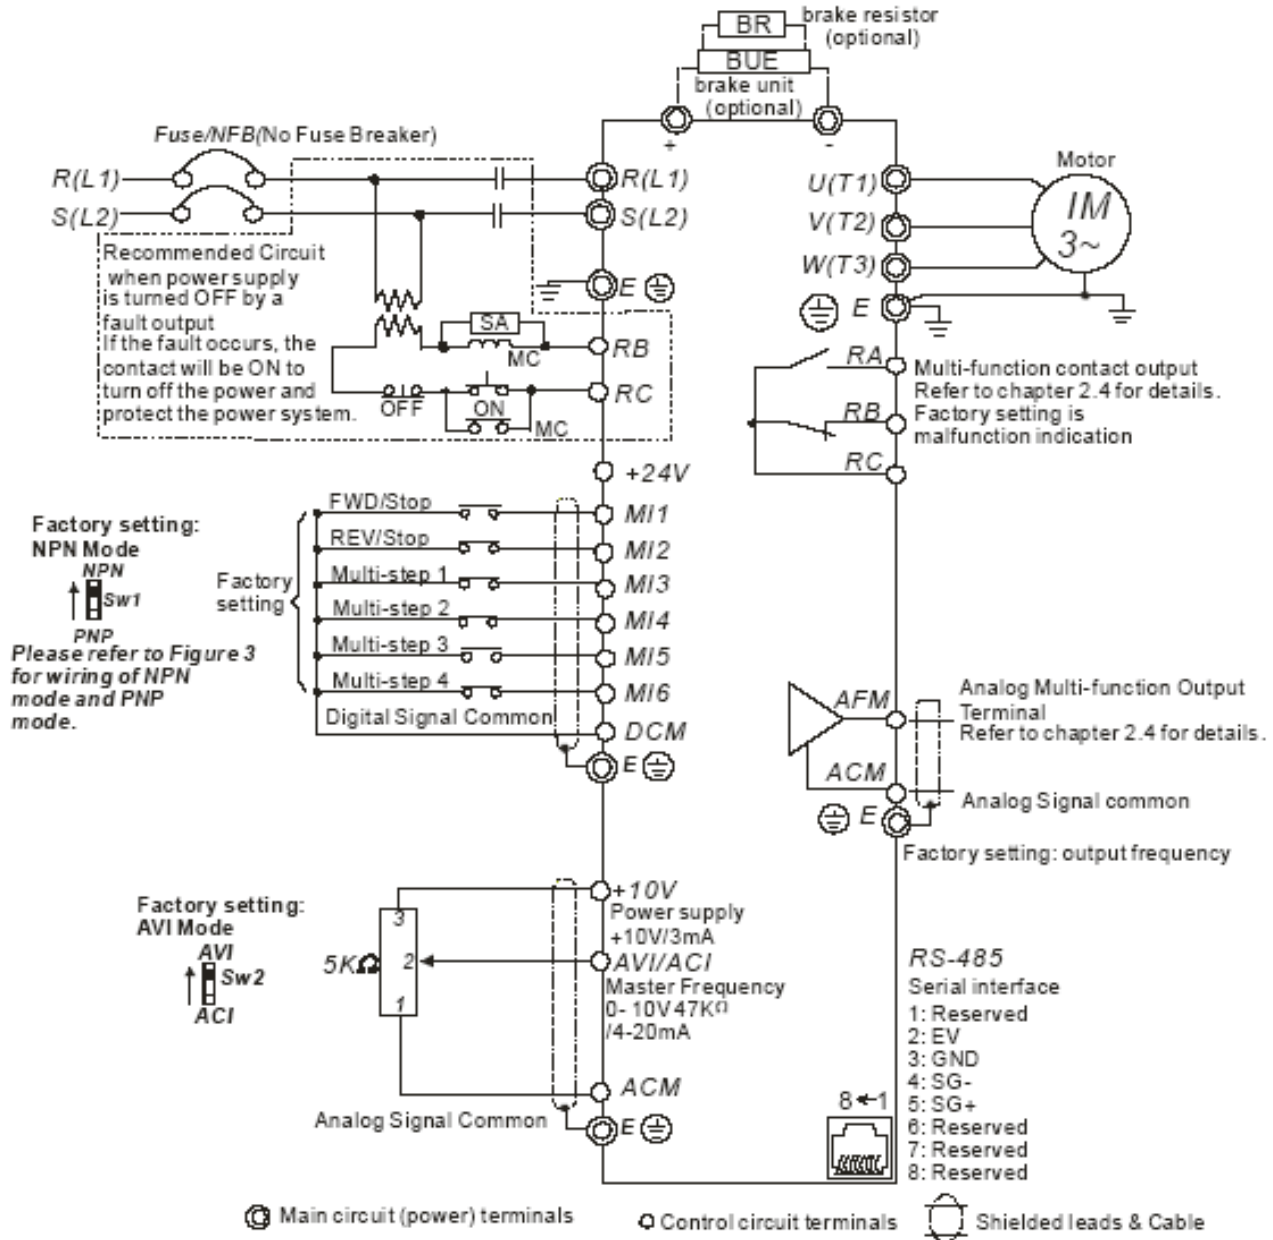 BR
brake resistor
(optional)
BUE
brake unit
(optional)
+
-
Fuse/NFB(No Fuse Breaker)
R(L1)
S(L2)
R(L1)
S(L2)
E
Recommended Circuit
when power supply
is turned OFF by a
fault output
If the fault occurs, the
contact will be ON to
turn off the power and
protect the power system.
SA
MC
OFF
ON
MC
RB
RC
U(T1)
V(T2)
W(T3)
E
Motor
IM
3~
RA
RB
RC
Multi-function contact output
Refer to chapter 2.4 for details.
Factory setting is
malfunction indication
+24V
Factory setting:
NPN Mode
NPN
Sw1
PNP
Please refer to Figure 3
for wiring of NPN
mode and PNP
mode.
Factory
setting
FWD/Stop
REV/Stop
Multi-step 1
Multi-step 2
Multi-step 3
Multi-step 4
Digital Signal Common
MI1
MI2
MI3
MI4
MI5
MI6
DCM
E
AFM
ACM
E
Analog Multi-function Output
Terminal
Refer to chapter 2.4 for details.
Analog Signal common
Factory setting: output frequency
Factory setting:
AVI Mode
AVI
Sw2
ACI
5KΩ
3
2
1
+10V
Power supply
+10V/3mA
AVI/ACI
Master Frequency
0- 10V 47KΩ
/4-20mA
ACM
Analog Signal Common
E
RS-485
Serial interface
1: Reserved
2: EV
3: GND
4: SG-
5: SG+
6: Reserved
7: Reserved
8: Reserved
8←1
Main circuit (power) terminals
Control circuit terminals
Shielded leads & Cable